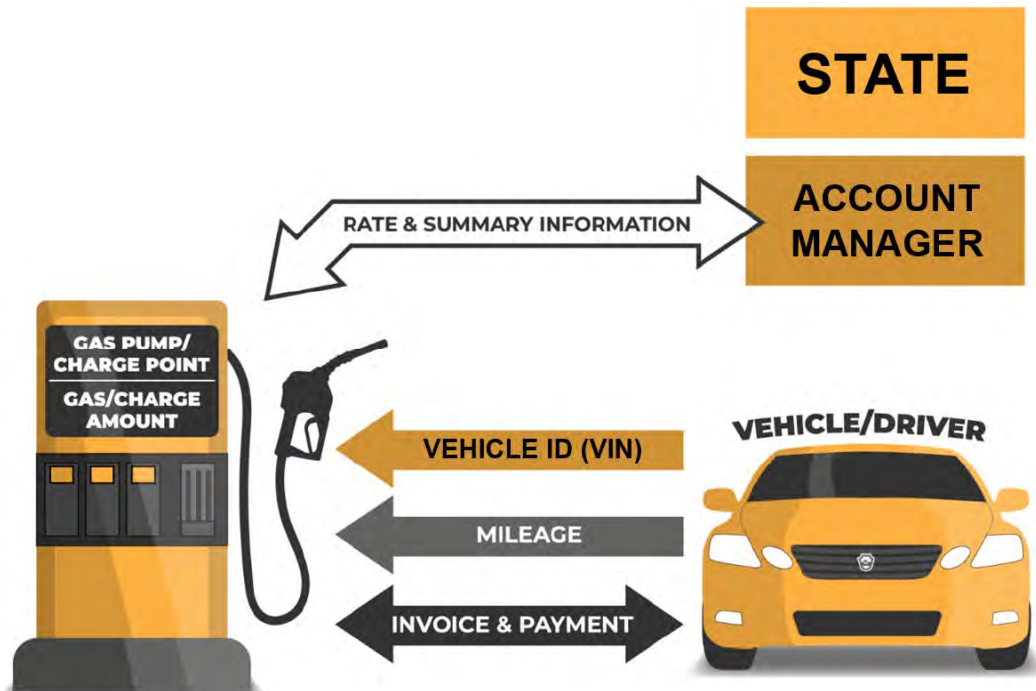 STATE
ACCOUNT
MANAGER
RATE & SUMMARY INFORMATION
GAS PUMP/
CHARGE POINT
GAS/CHARGE
AMOUNT
VEHICLE/DRIVER
VEHICLE ID (VIN)
MILEAGE
INVOICE & PAYMENT